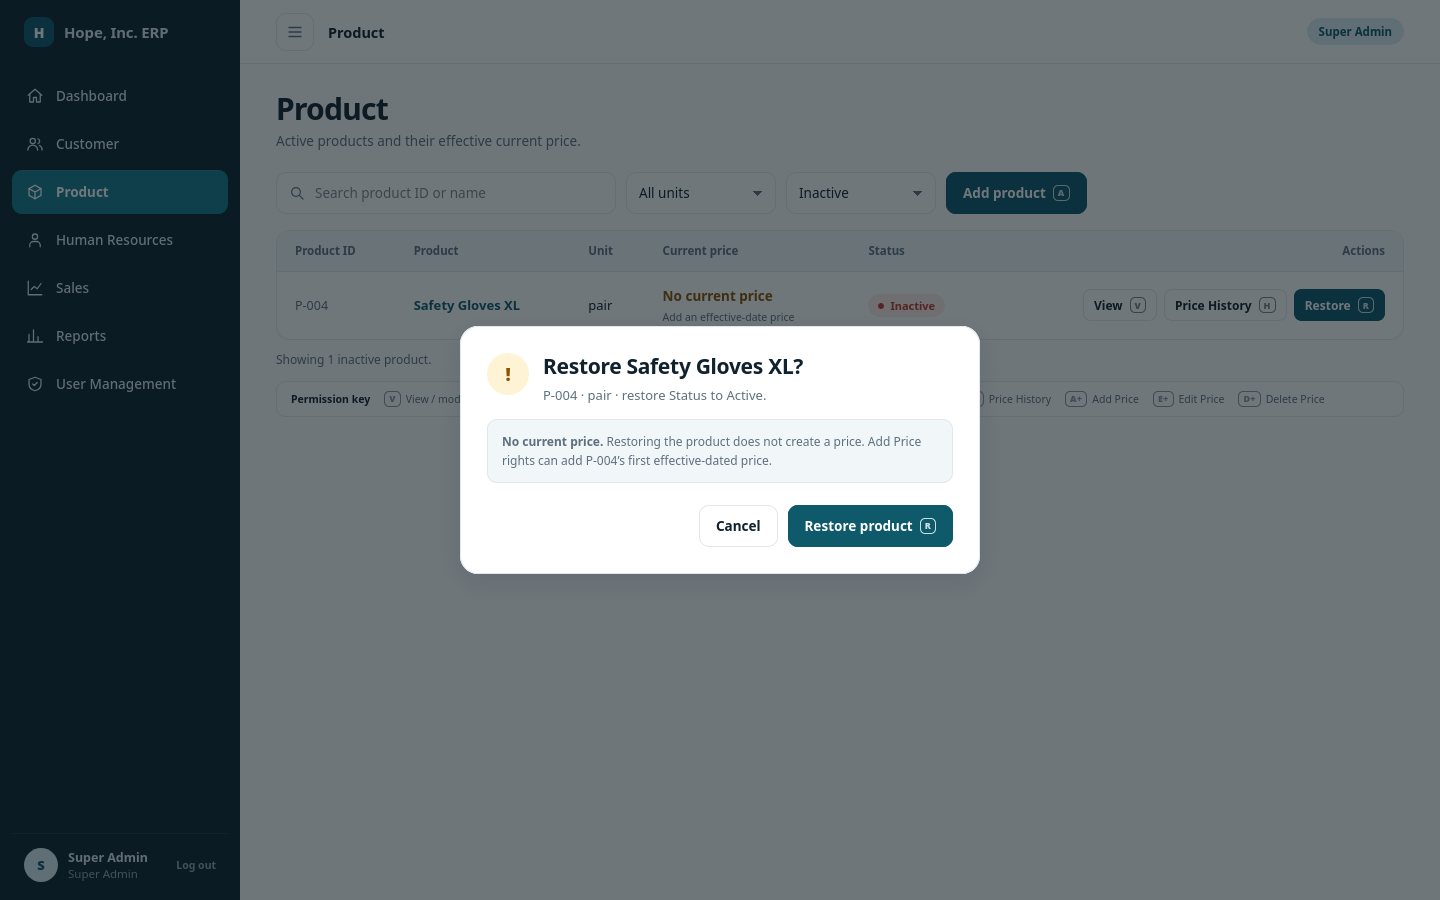 H Hope, Inc. ERP
Product
Super Admin
Dashboard
Customer
Product
Human Resources
Sales
Reports
User Management
Product
Active products and their effective current price.
Search product ID or name
All units
Inactive
Add product A
Product ID Product Unit Current price Status Actions
P-004 Safety Gloves XL pair No current price Inactive View V Price History H Restore R
Add an effective-date price
Showing 1 inactive product.
Permission key V View / mod Price History A+ Add Price E+ Edit Price D+ Delete Price
!
Restore Safety Gloves XL?
P-004 · pair · restore Status to Active.
No current price. Restoring the product does not create a price. Add Price
rights can add P-004’s first effective-dated price.
Cancel
Restore product R
S
Super Admin
Super Admin
Log out